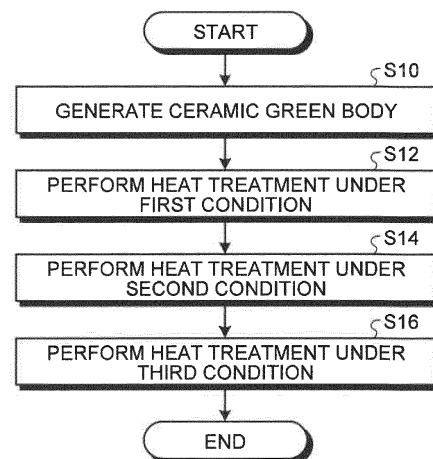 START
S10
GENERATE CERAMIC GREEN BODY
S12
PERFORM HEAT TREATMENT UNDER
FIRST CONDITION
S14
PERFORM HEAT TREATMENT UNDER
SECOND CONDITION
S16
PERFORM HEAT TREATMENT UNDER
THIRD CONDITION
END